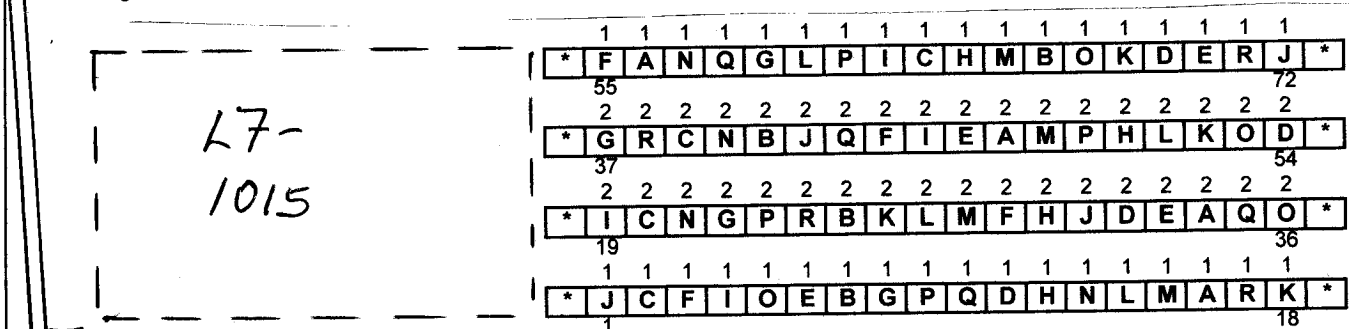 1 1 1 1 1 1 1 1 1 1 1 1 1 1 1 1 1 1
* F A N Q G L P I C H M B O K D E R J *
55 72
2 2 2 2 2 2 2 2 2 2 2 2 2 2 2 2 2 2
* G R C N B J Q F I E A M P H L K O D *
37 54
2 2 2 2 2 2 2 2 2 2 2 2 2 2 2 2 2 2
* I C N G P R B K L M F H J D E A Q O *
19 36
1 1 1 1 1 1 1 1 1 1 1 1 1 1 1 1 1 1
* J C F I O E B G P Q D H N L M A R K *
1 18
L7-
1015